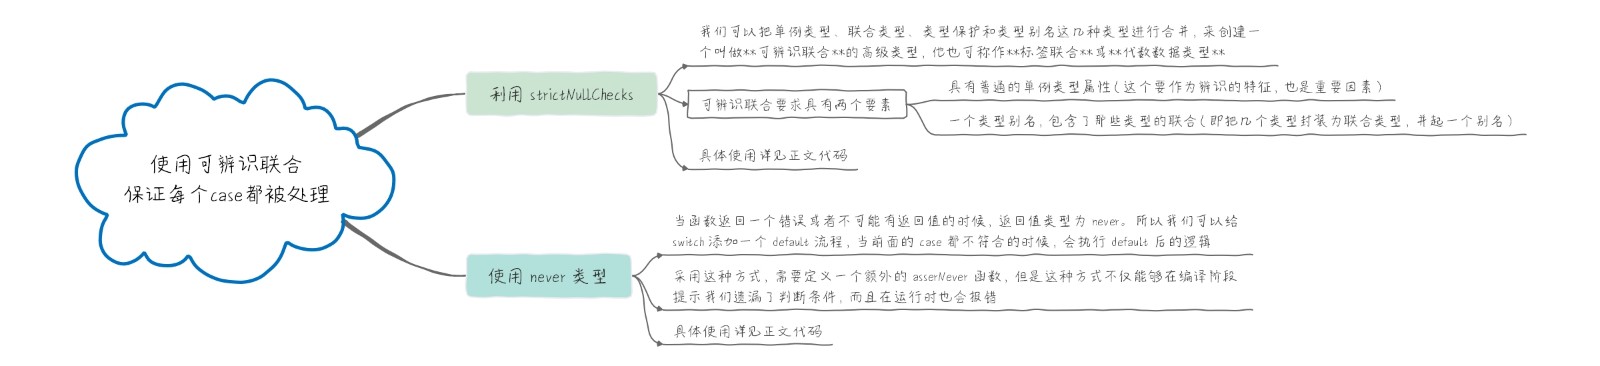 使用可辨识联合
保证每个case都被处理
利用 strictNullChecks
我们可以把单例类型、联合类型、类型保护和类型别名这几种类型进行合并，来创建一
个叫做**可辨识联合**的高级类型，他也可称作**标签联合**或**代数数据类型**
可辨识联合要求具有两个要素
具有普通的单例类型属性(这个要作为辨识的特征，也是重要因素)
一个类型别名，包含了那些类型的联合(即把几个类型封装为联合类型，并起一个别名)
具体使用详见正文代码
使用 never 类型
当函数返回一个错误或者不可能有返回值的时候，返回值类型为 never。所以我们可以给
switch 添加一个 default 流程，当前面的 case 都不符合的时候，会执行 default 后的逻辑
采用这种方式，需要定义一个额外的 asserNever 函数，但是这种方式不仅能够在编译阶段
提示我们遗漏了判断条件，而且在运行时也会报错
具体使用详见正文代码